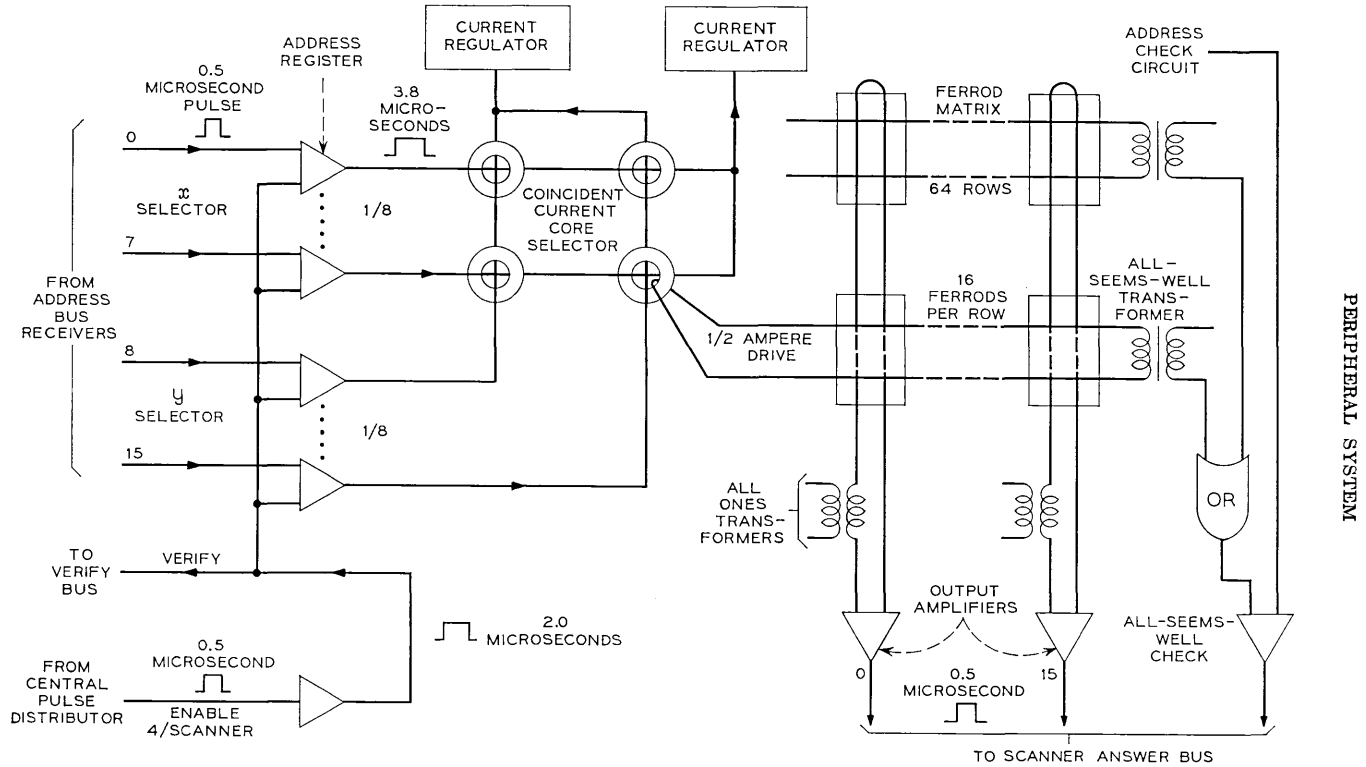 CURRENT
REGULATOR
CURRENT
REGULATOR
ADDRESS
REGISTER
ADDRESS
CHECK
CIRCUIT
0.5
MICROSECOND
PULSE
3.8
MICRO-
SECONDS
FERROD
MATRIX
64 ROWS
0
x
SELECTOR
1/8
7
COINCIDENT
CURRENT
CORE
SELECTOR
FROM
ADDRESS
BUS
RECEIVERS
16
FERRODS
PER ROW
ALL-
SEEMS-WELL
TRANS-
FORMER
1/2 AMPERE
DRIVE
8
y
SELECTOR
1/8
15
ALL
ONES
TRANS-
FORMERS
OR
TO
VERIFY
BUS
VERIFY
2.0
MICROSECONDS
OUTPUT
AMPLIFIERS
ALL-SEEMS-
WELL
CHECK
FROM
CENTRAL
PULSE
DISTRIBUTOR
0.5
MICROSECOND
ENABLE
4/SCANNER
0
0.5
MICROSECOND
15
TO SCANNER ANSWER BUS
PERIPHERAL SYSTEM